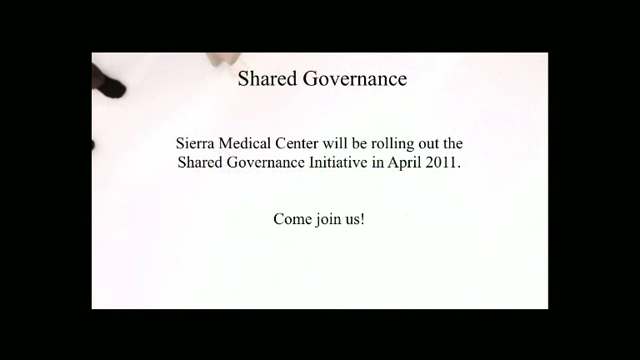 Shared Governance
Sierra Medical Center will be rolling out the
Shared Governance Initiative in April 2011.
Come join us!